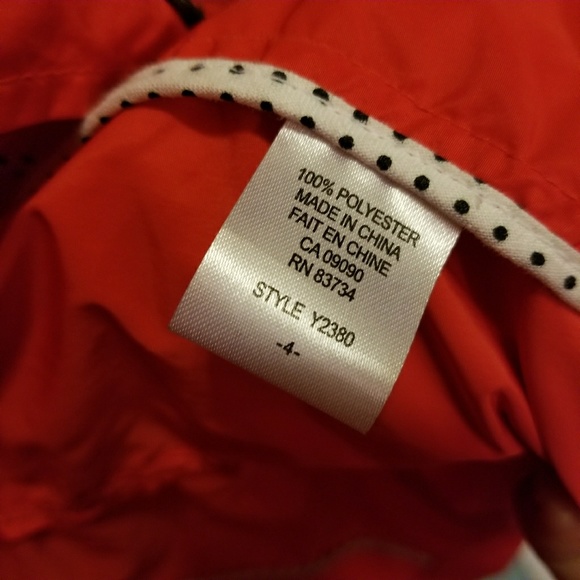 100% POLYESTER
MADE IN CHINA
FAIT EN CHINE
CA 09090
RN 83734
STYLE Y2380
-4-